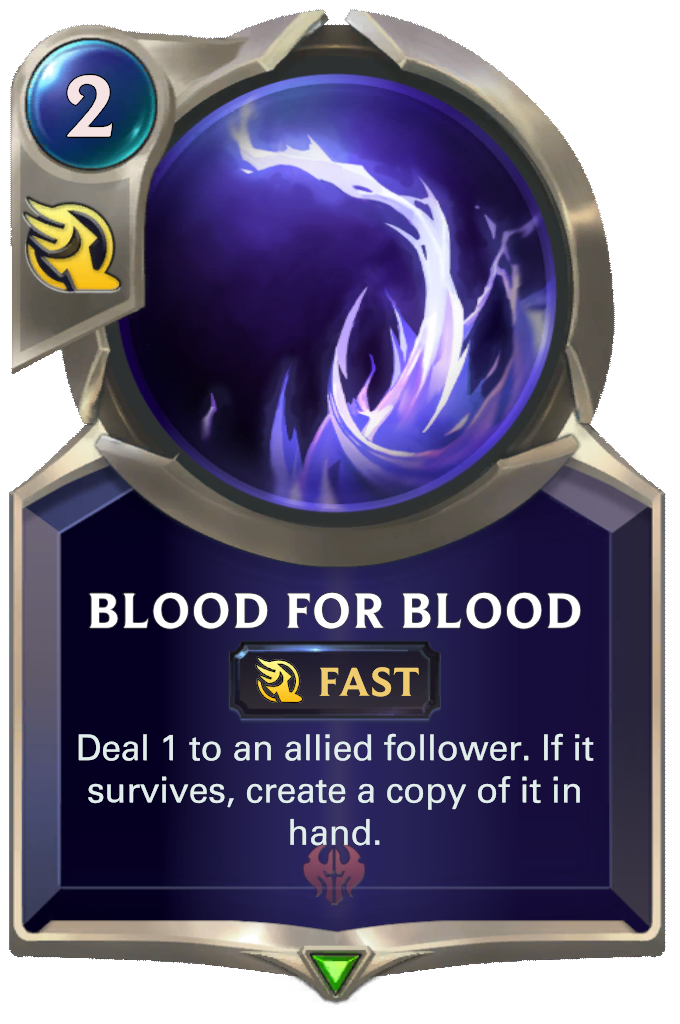 2
BLOOD FOR BLOOD
FAST
Deal 1 to an allied follower. If it
survives, create a copy of it in
hand.